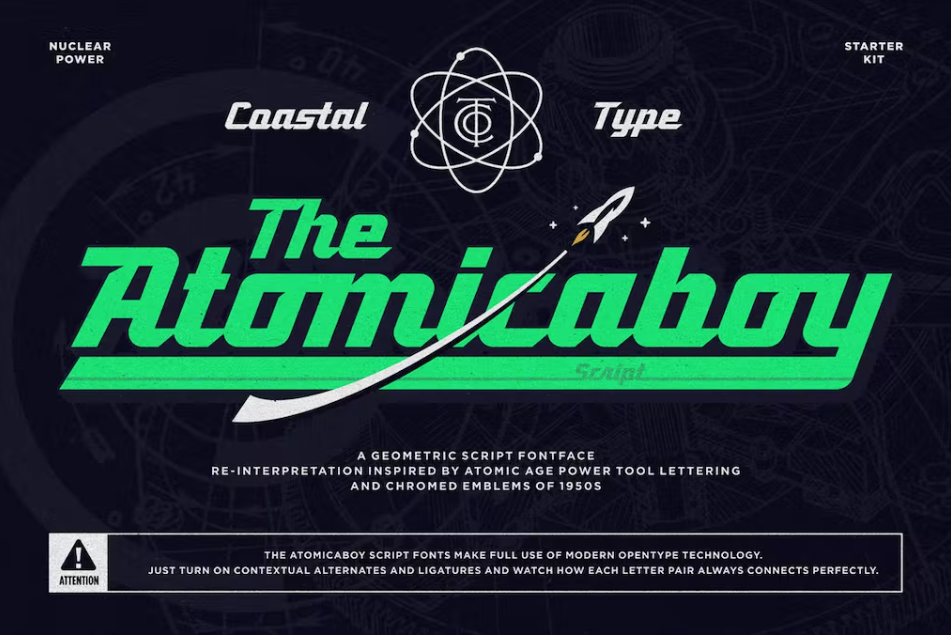 NUCLEAR
POWER
STARTER
KIT
Coastal
TCO
Type
The
Atomicaboy
Script
A GEOMETRIC SCRIPT FONTFACE
RE-INTERPRETATION INSPIRED BY ATOMIC AGE POWER TOOL LETTERING
AND CHROMED EMBLEMS OF 1950S
ATTENTION
THE ATOMICABOY SCRIPT FONTS MAKE FULL USE OF MODERN OPENTYPE TECHNOLOGY.
JUST TURN ON CONTEXTUAL ALTERNATES AND LIGATURES AND WATCH HOW EACH LETTER PAIR ALWAYS CONNECTS PERFECTLY.